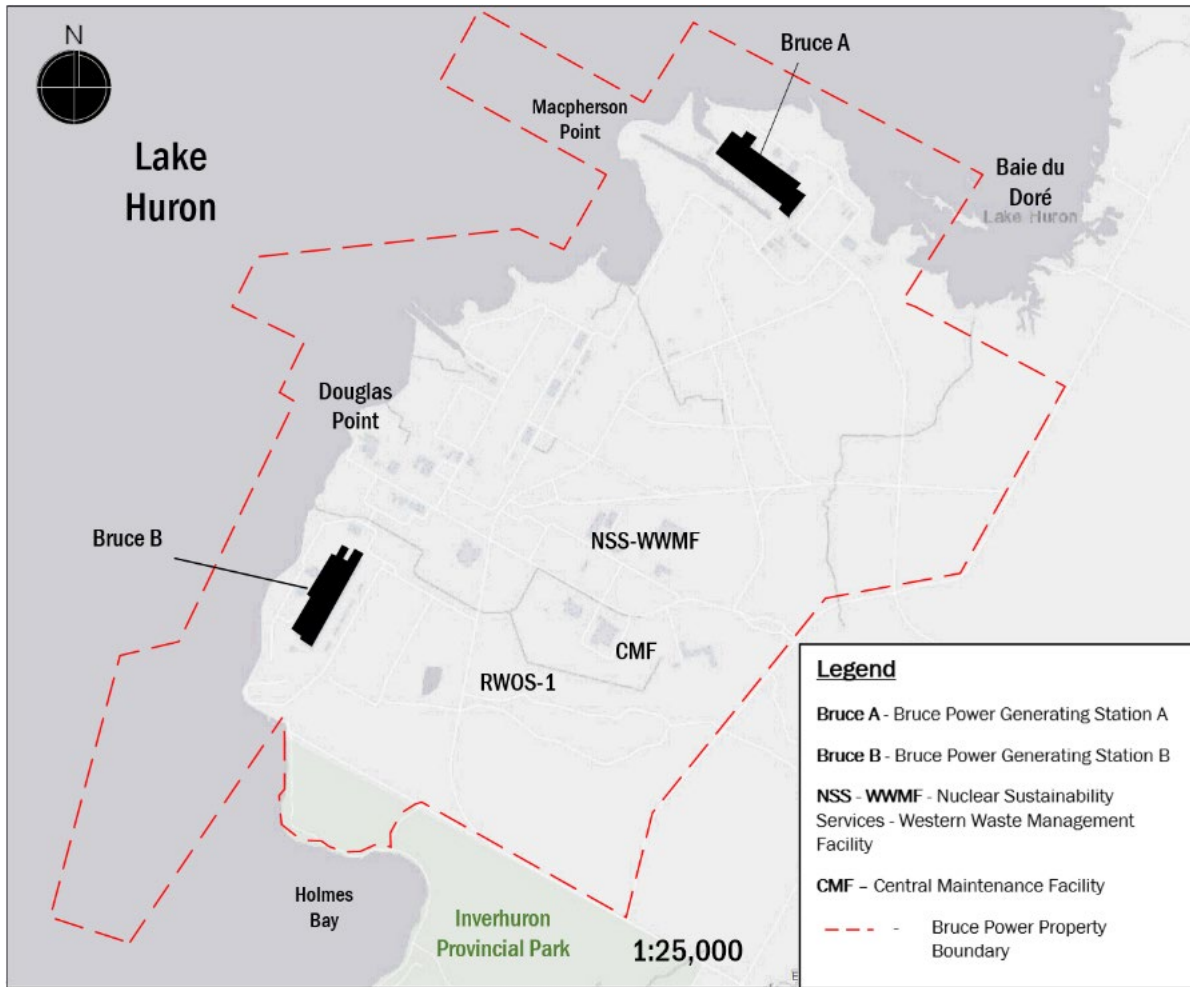 N
Bruce A
Macpherson
Point
Lake
Huron
Baie du
Doré
Lake Huron
Douglas
Point
Bruce B
NSS-WWMF
CMF
RWOS-1
Legend
Bruce A - Bruce Power Generating Station A
Bruce B - Bruce Power Generating Station B
NSS - WWMF - Nuclear Sustainability
Services - Western Waste Management
Facility
CMF – Central Maintenance Facility
- Bruce Power Property
Boundary
Holmes
Bay
Inverhuron
Provincial Park
1:25,000